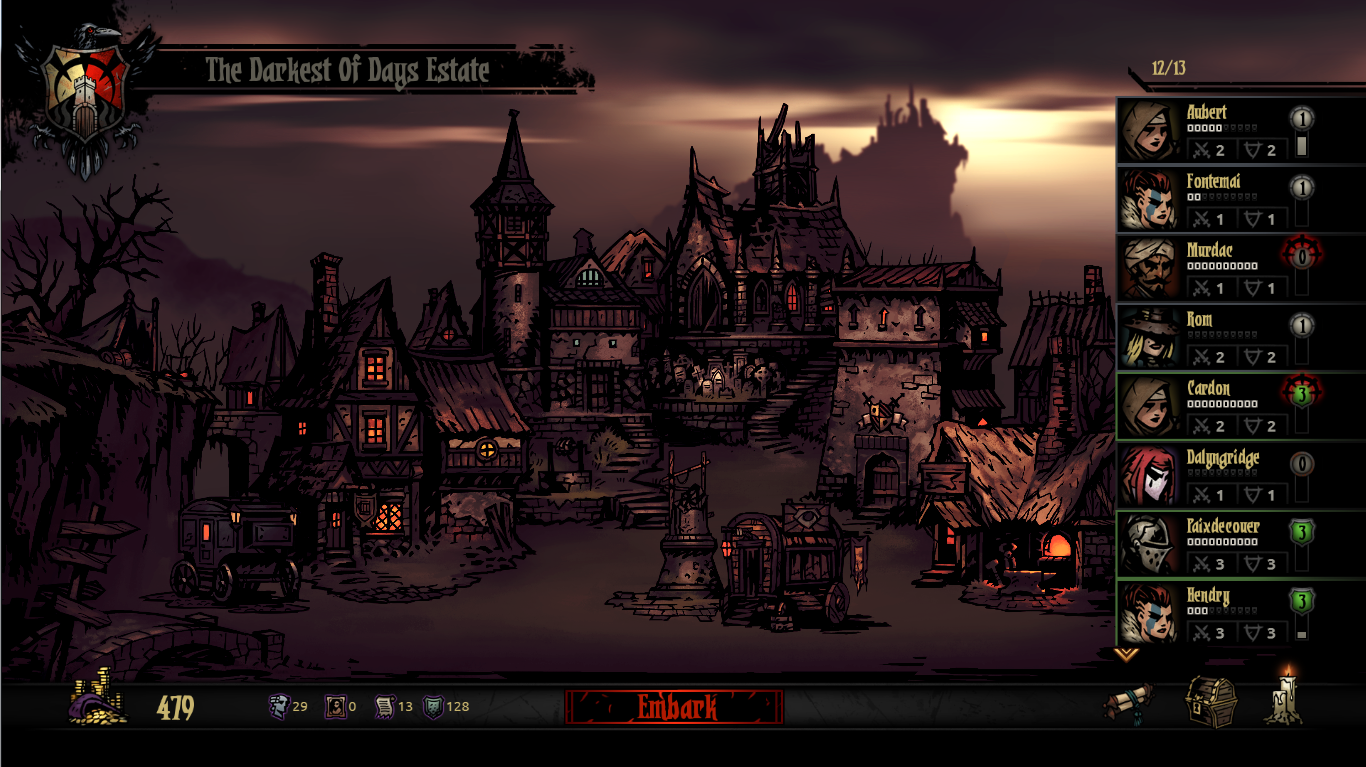 The Darkest Of Days Estate
12/13
Aubert
1
2 2
Fontemai
1
1 1
Murdac
0
1 1
Rom
1
2 2
Cardon
3
2 2
Dalyngridge
0
1 1
Paixdecouer
3
3 3
Hendry
3
3 3
479 29 0 13 128 Embark